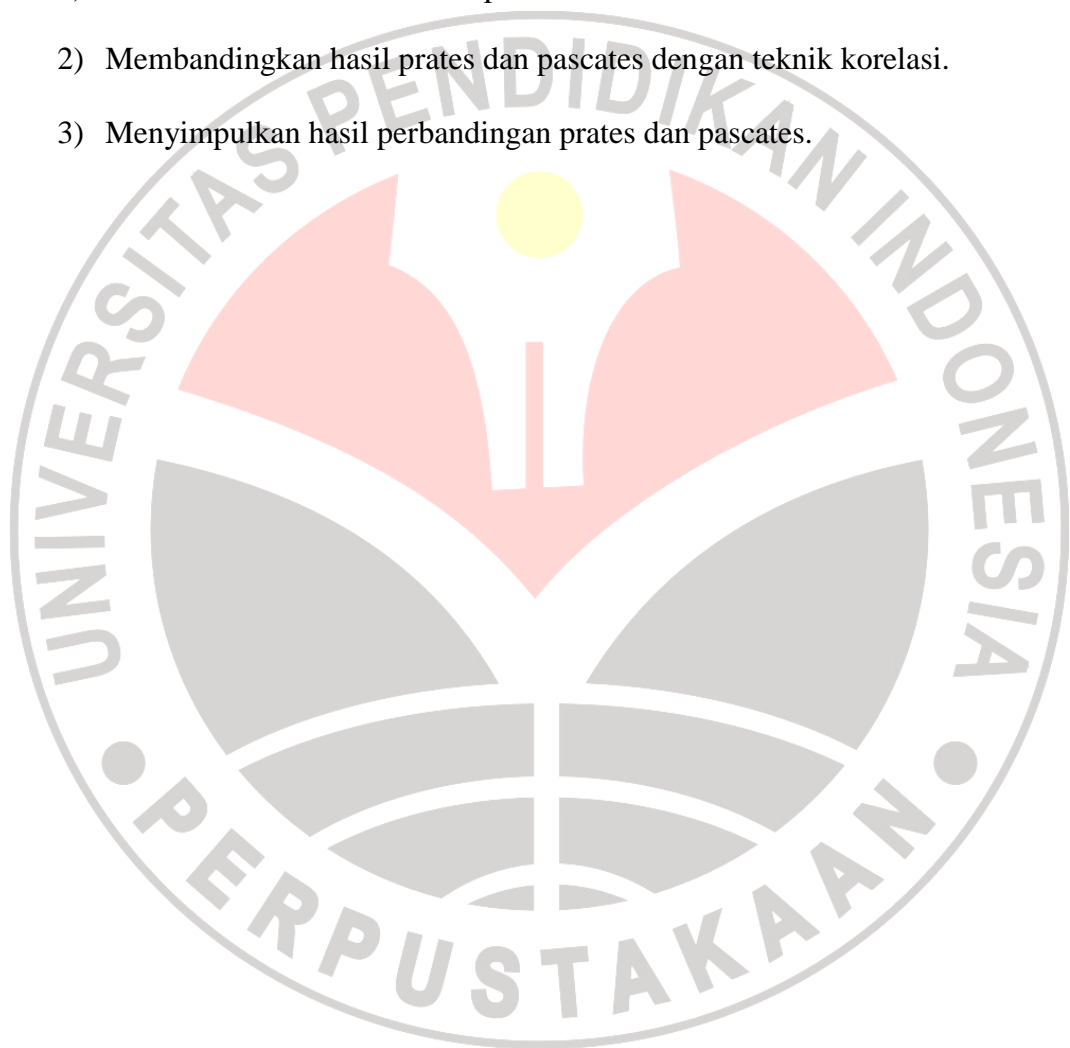 2) Membandingkan hasil prates dan pascates dengan teknik korelasi.
3) Menyimpulkan hasil perbandingan prates dan pascates.
UNIVERSITAS PENDIDIKAN INDONESIA
PERPUSTAKAAN